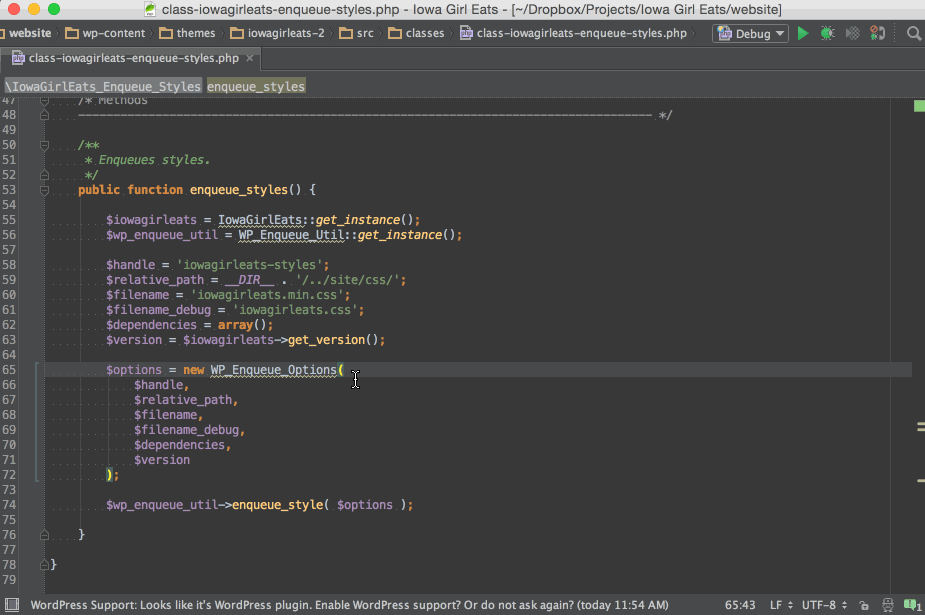 class-iowagirleats-enqueue-styles.php - Iowa Girl Eats - [~/Dropbox/Projects/Iowa Girl Eats/website]
website wp-content themes iowagirleats-2 src classes class-iowagirleats-enqueue-styles.php Debug
class-iowagirleats-enqueue-styles.php ×
\IowaGirlEats_Enqueue_Styles enqueue_styles
47 /* Methods
48 ---------------------------------------------------------------------------------- */
49
50 /**
51 * Enqueues styles.
52 */
53 public function enqueue_styles() {
54
55 $iowagirleats = IowaGirlEats::get_instance();
56 $wp_enqueue_util = WP_Enqueue_Util::get_instance();
57
58 $handle = 'iowagirleats-styles';
59 $relative_path = __DIR__ . '/../site/css/';
60 $filename = 'iowagirleats.min.css';
61 $filename_debug = 'iowagirleats.css';
62 $dependencies = array();
63 $version = $iowagirleats->get_version();
64
65 $options = new WP_Enqueue_Options(
66 $handle,
67 $relative_path,
68 $filename,
69 $filename_debug,
70 $dependencies,
71 $version
72 );
73
74 $wp_enqueue_util->enqueue_style( $options );
75
76 }
77
78 }
79
WordPress Support: Looks like it's WordPress plugin. Enable WordPress support? Or do not ask again? (today 11:54 AM) 65:43 LF UTF-8 1